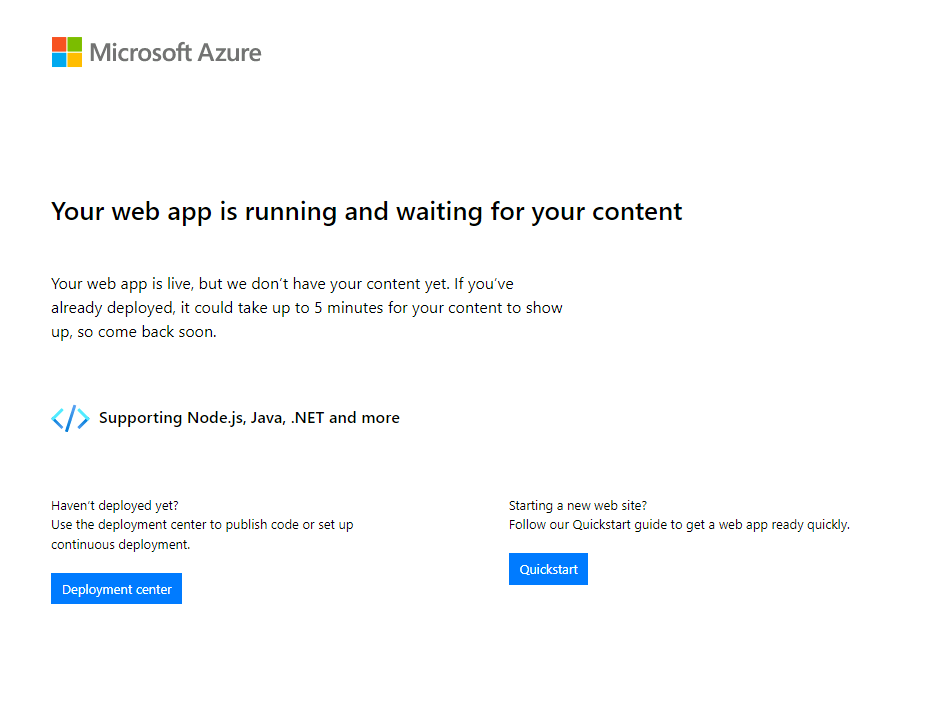 Microsoft Azure
Your web app is running and waiting for your content
Your web app is live, but we don’t have your content yet. If you’ve
already deployed, it could take up to 5 minutes for your content to show
up, so come back soon.
Supporting Node.js, Java, .NET and more
Haven’t deployed yet?
Use the deployment center to publish code or set up
continuous deployment.
Deployment center
Starting a new web site?
Follow our Quickstart guide to get a web app ready quickly.
Quickstart